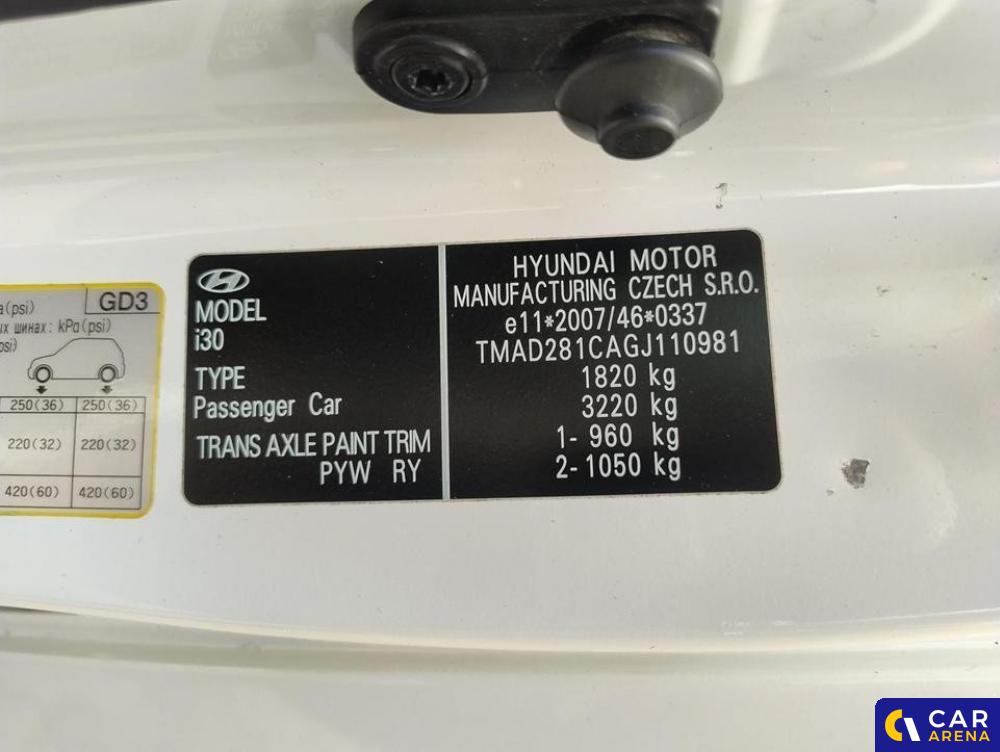 a(psi) GD3
ых шинах: kPa(psi)
osi)
250(36) 250(36)
220(32) 220(32)
420(60) 420(60)
MODEL
i30
TYPE
Passenger Car
TRANS AXLE PAINT TRIM
PYW RY
HYUNDAI MOTOR
MANUFACTURING CZECH S.R.O.
e11*2007/46*0337
TMAD281CAGJ110981
1820 kg
3220 kg
1- 960 kg
2- 1050 kg
CAR
ARENA